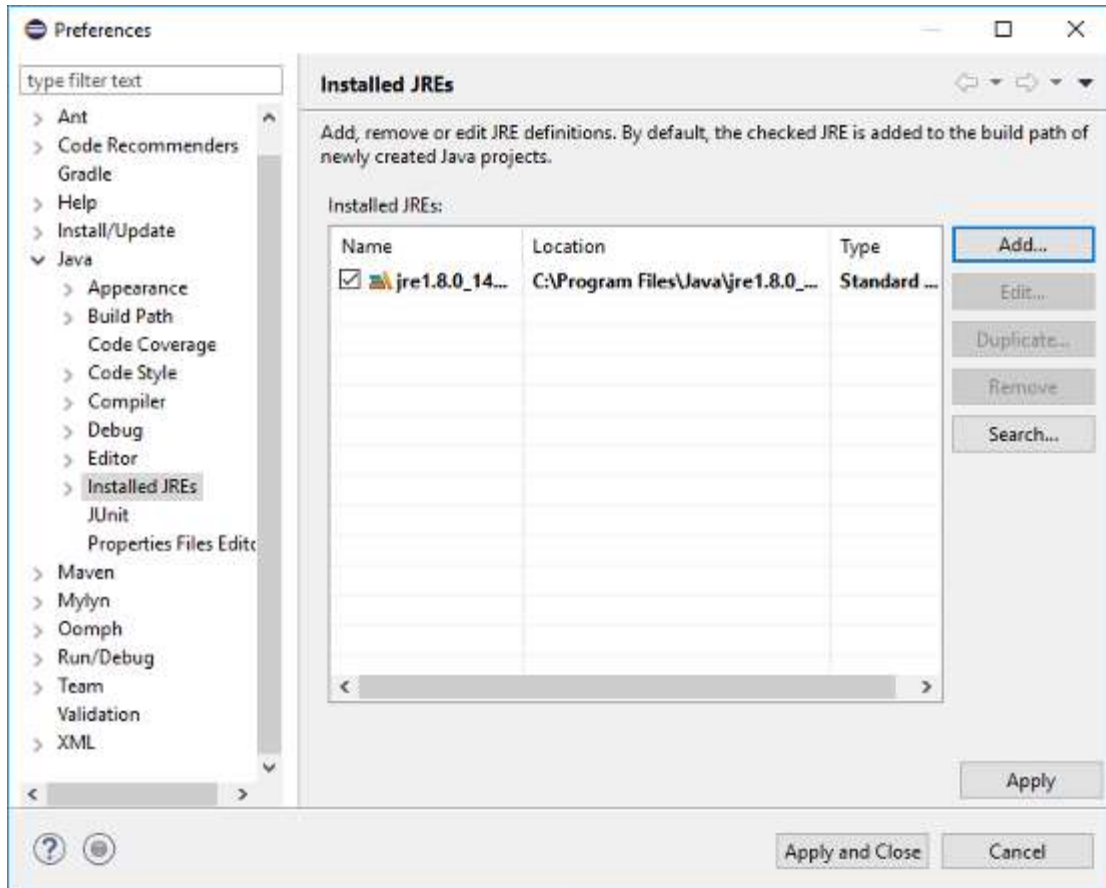 Preferences
type filter text
Ant
Code Recommenders
Gradle
Help
Install/Update
Java
Appearance
Build Path
Code Coverage
Code Style
Compiler
Debug
Editor
Installed JREs
JUnit
Properties Files Edito
Maven
Mylyn
Oomph
Run/Debug
Team
Validation
XML
Installed JREs
Add, remove or edit JRE definitions. By default, the checked JRE is added to the build path of
newly created Java projects.
Installed JREs:
Name Location Type
jre1.8.0_14... C:\Program Files\Java\jre1.8.0_... Standard ...
Add...
Edit...
Duplicate...
Remove
Search...
Apply
Apply and Close Cancel